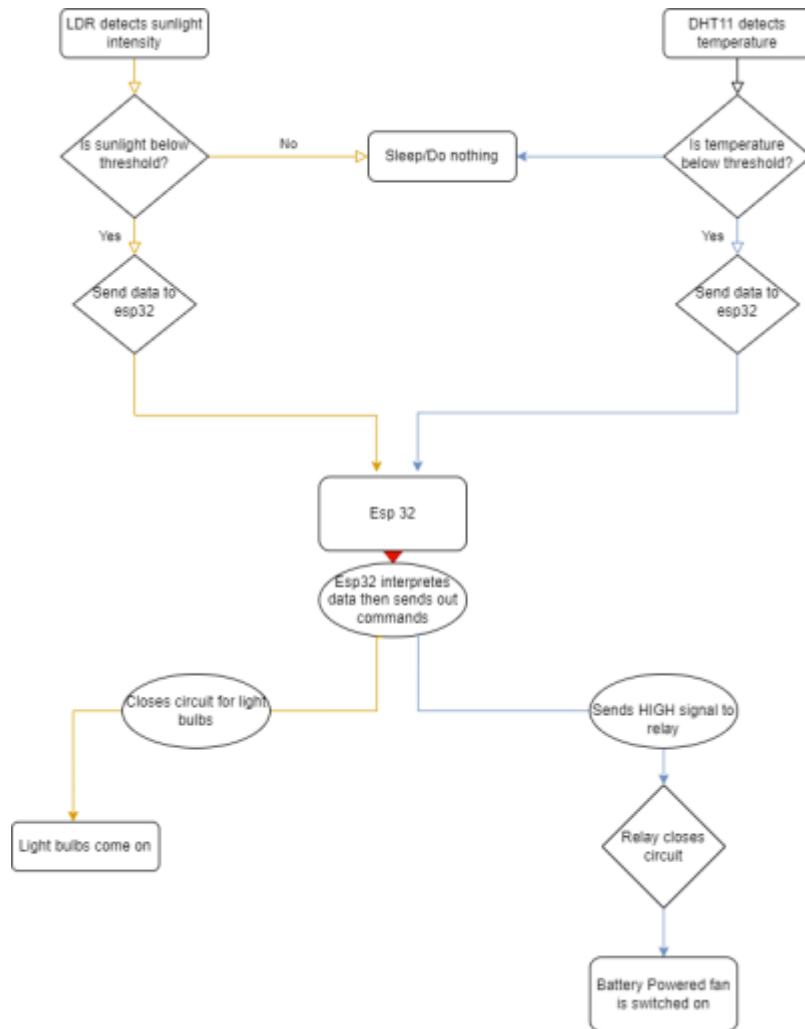 LDR detects sunlight
intensity
DHT11 detects
temperature
Is sunlight below
threshold?
No
Sleep/Do nothing
Is temperature
below threshold?
Yes
Yes
Send data to
esp32
Send data to
esp32
Esp 32
Esp32 interpretes
data then sends out
commands
Closes circuit for light
bulbs
Sends HIGH signal to
relay
Light bulbs come on
Relay closes
circuit
Battery Powered fan
is switched on